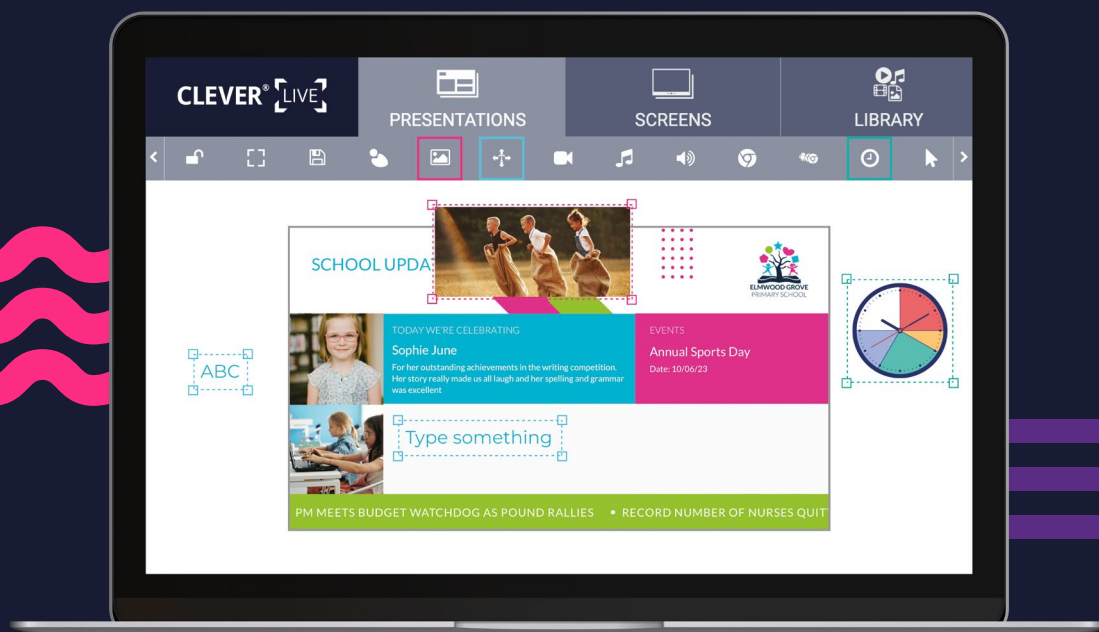 CLEVER® LIVE
PRESENTATIONS
SCREENS
LIBRARY
SCHOOL UPDA
ELMWOOD GROVE
PRIMARY SCHOOL
TODAY WE'RE CELEBRATING
Sophie June
For her outstanding achievements in the writing competition.
Her story really made us all laugh and her spelling and grammar
was excellent
EVENTS
Annual Sports Day
Date: 10/06/23
ABC
Type something
PM MEETS BUDGET WATCHDOG AS POUND RALLIES • RECORD NUMBER OF NURSES QUIT